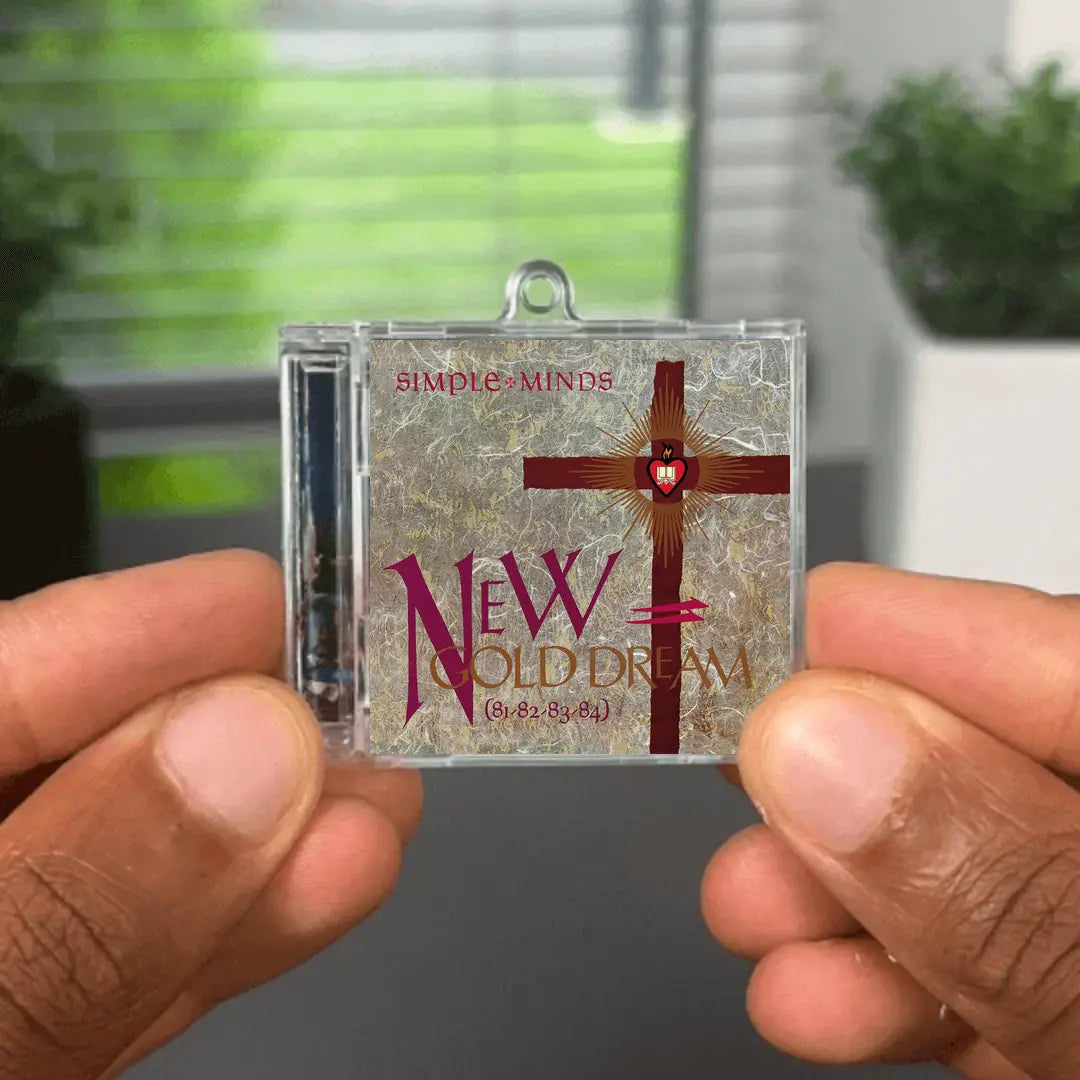 SIMPLE✠MINDS
NEW =
GOLD DREAM
(81-82-83-84)